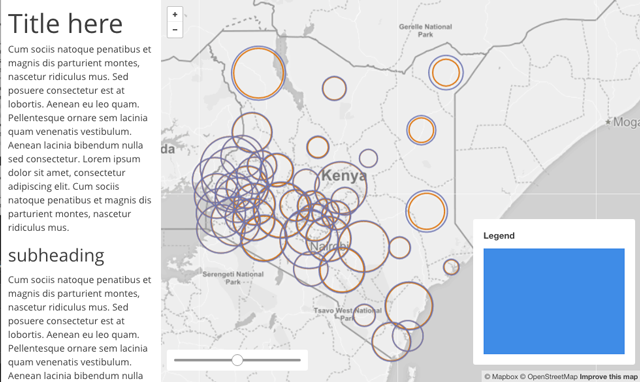 Title here
Cum sociis natoque penatibus et
magnis dis parturient montes,
nascetur ridiculus mus. Sed
posuere consectetur est at
lobortis. Aenean eu leo quam.
Pellentesque ornare sem lacinia
quam venenatis vestibulum.
Aenean lacinia bibendum nulla
sed consectetur. Lorem ipsum
dolor sit amet, consectetur
adipiscing elit. Cum sociis
natoque penatibus et magnis dis
parturient montes, nascetur
ridiculus mus.
subheading
Cum sociis natoque penatibus et
magnis dis parturient montes,
nascetur ridiculus mus. Sed
posuere consectetur est at
lobortis. Aenean eu leo quam.
Pellentesque ornare sem lacinia
quam venenatis vestibulum.
Aenean lacinia bibendum nulla
+
-
Gerelle National
Park
Moga
da
Kenya
Nairobi
Serengeti National
Park
Tsavo West National
Park
Legend
© Mapbox © OpenStreetMap Improve this map